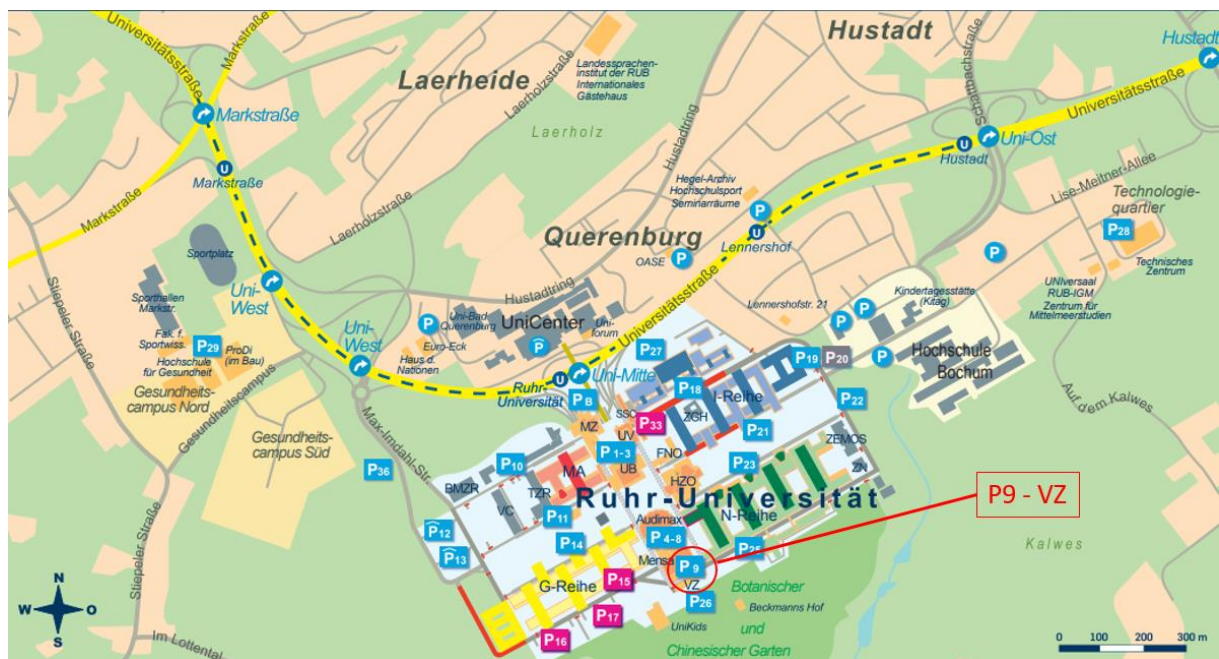 Universitätsstraße
Markstraße
Laerheide
Laerholzstraße
Landessprachen-
institut der RUB
Internationales
Gästehaus
Laerholz
Hustadt
Hustadtring
Schattbachstraße
Hustadt
Universitätsstraße
Markstraße
U
Markstraße
Markstraße
Laerholzstraße
Stiepeler Straße
Sportplatz
Sporthallen
Markstr.
Fak. f.
Sportwiss.
P29
Hochschule
für Gesundheit
ProDi
(im Bau)
Gesundheits-
campus Nord
Gesundheitscampus
Gesundheits-
campus Süd
Uni-
West
Uni-
West
Hegel-Archiv
Hochschulsport
Seminarräume
P
U
Lennershof
Querenburg
OASE
P
U
Hustadt
Uni-Ost
Lise-Meitner-Allee
Technologie-
quartier
P28
Technisches
Zentrum
P
UNIversaal
RUB-IGM
Zentrum für
Mittelmeerstudien
Hustadtring
P
Uni-Bad
Querenburg
UniCenter
P
Uni-
forum
Euro-Eck
Haus d.
Nationen
Universitätsstraße
Lennershofstr. 21
P
P
P
Kindertagesstätte
(Kitag)
Hochschule
Bochum
Auf dem Kalwes
Ruhr-
Universität
U
Uni-Mitte
PB
P27
P18
P19
P20
I-Reihe
P22
SSC
ZGH
MZ
UV
P33
P21
P1-3
UB
FNO
P23
ZEMOS
ZN
HZO
P36
Max-Imdahl-Str.
BMZR
P10
VC
TZR
MA
P11
Ruhr-Universität
Audimax
N-Reihe
P4-8
P12
P13
P14
Mensa
P25
P9
VZ
P9 - VZ
G-Reihe
P15
P26
P17
P16
UniKids
Beckmanns Hof
Botanischer
und
Chinesischer Garten
Kalwes
Stiepeler Straße
Im Lottental
N
W
O
S
0 100 200 300 m